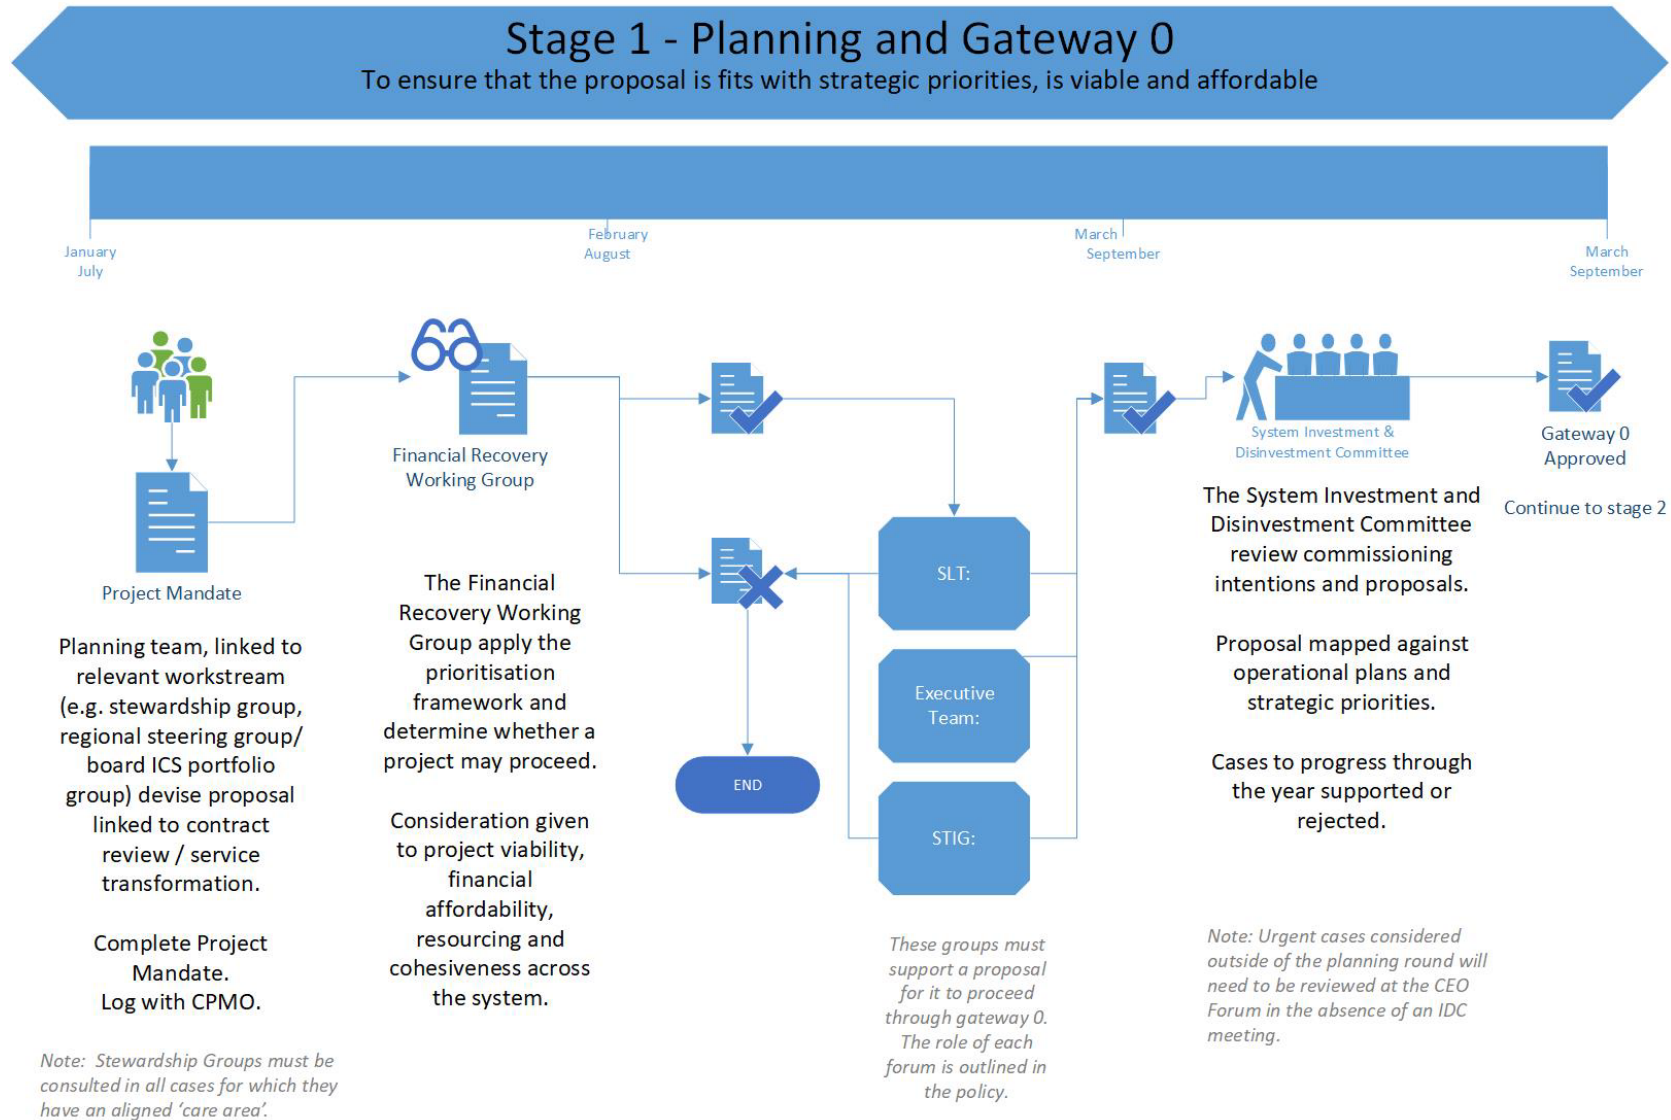 Stage 1 - Planning and Gateway 0
To ensure that the proposal is fits with strategic priorities, is viable and affordable
January
July
February
August
March
September
March
September
Project Mandate
Planning team, linked to
relevant workstream
(e.g. stewardship group,
regional steering group/
board ICS portfolio
group) devise proposal
linked to contract
review / service
transformation.
Complete Project
Mandate.
Log with CPMO.
Note:  Stewardship Groups must be
consulted in all cases for which they
have an aligned ‘care area’.
Financial Recovery
Working Group
The Financial
Recovery Working
Group apply the
prioritisation
framework and
determine whether a
project may proceed.
Consideration given
to project viability,
financial
affordability,
resourcing and
cohesiveness across
the system.
END
SLT:
Executive
Team:
STIG:
These groups must
support a proposal
for it to proceed
through gateway 0.
The role of each
forum is outlined in
the policy.
System Investment &
Disinvestment Committee
The System Investment and
Disinvestment Committee
review commissioning
intentions and proposals.
Proposal mapped against
operational plans and
strategic priorities.
Cases to progress through
the year supported or
rejected.
Note: Urgent cases considered
outside of the planning round will
need to be reviewed at the CEO
Forum in the absence of an IDC
meeting.
Gateway 0
Approved
Continue to stage 2